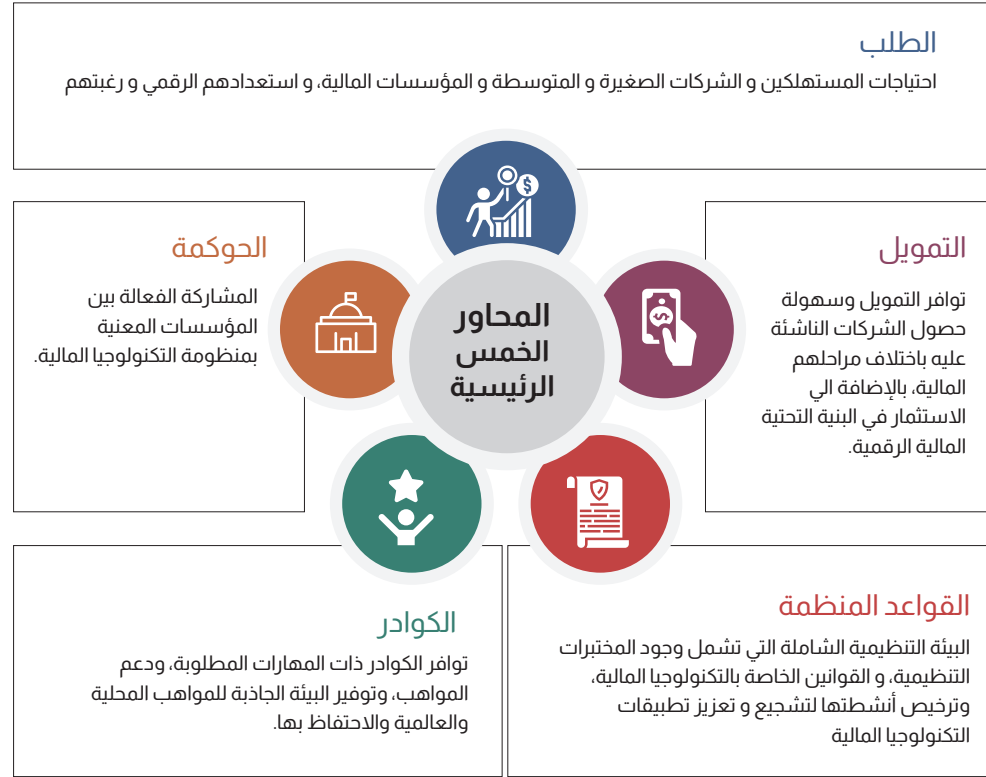 الطلب
احتياجات المستهلكين و الشركات الصغيرة و المتوسطة و المؤسسات المالية، و استعدادهم الرقمي و رغبتهم
التمويل
توافر التمويل وسهولة
حصول الشركات الناشئة
عليه باختلاف مراحلهم
المالية، بالإضافة الي
الاستثمار في البنية التحتية
المالية الرقمية.
المحاور
الخمس
الرئيسية
الحوكمة
المشاركة الفعالة بين
المؤسسات المعنية
بمنظومة التكنولوجيا المالية.
القواعد المنظمة
البيئة التنظيمية الشاملة التي تشمل وجود المختبرات
التنظيمية، و القوانين الخاصة بالتكنولوجيا المالية،
وترخيص أنشطتها لتشجيع و تعزيز تطبيقات
التكنولوجيا المالية
الكوادر
توافر الكوادر ذات المهارات المطلوبة، ودعم
المواهب، وتوفير البيئة الجاذبة للمواهب المحلية
والعالمية والاحتفاظ بها.